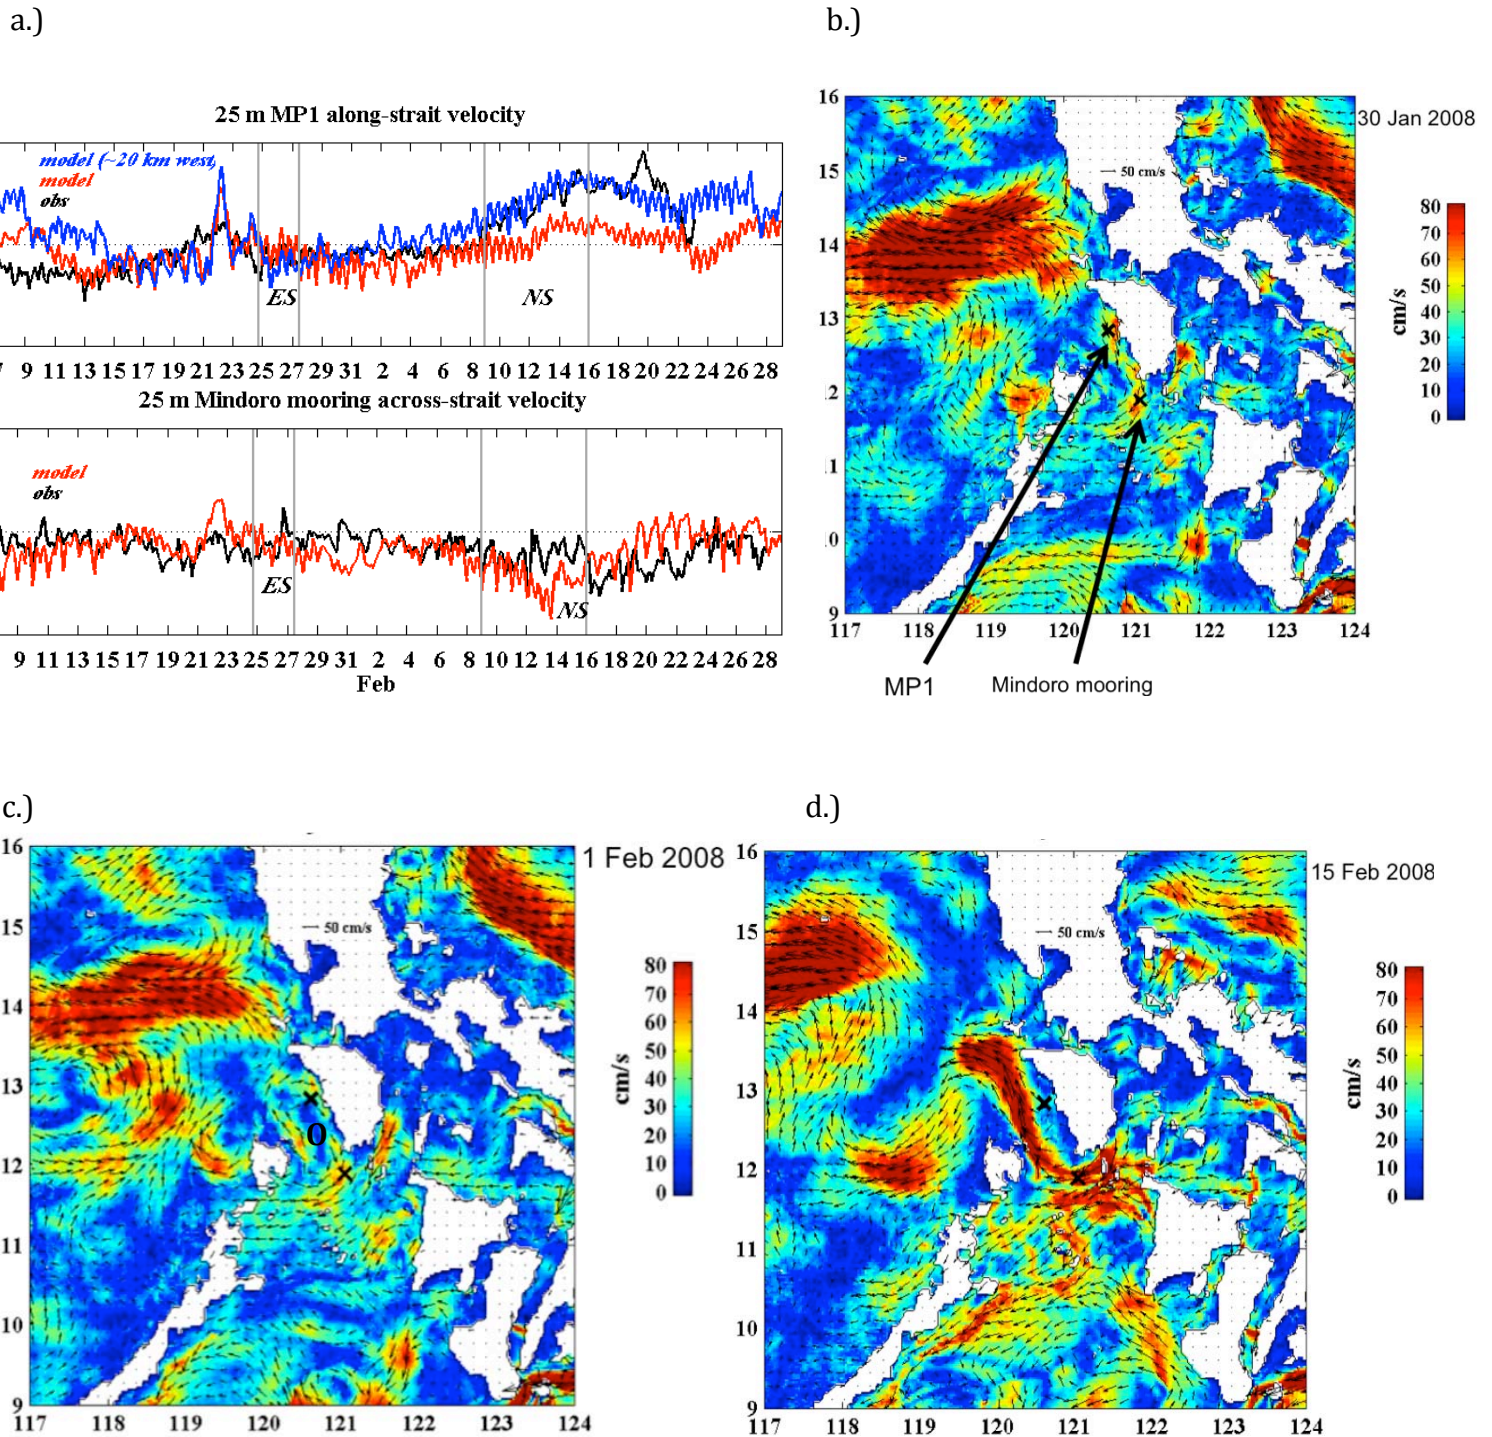 a.)
25 m MP1 along-strait velocity
model (~20 km west)
model
obs
ES
NS
9 11 13 15 17 19 21 23 25 27 29 31 2 4 6 8 10 12 14 16 18 20 22 24 26 28
25 m Mindoro mooring across-strait velocity
model
obs
ES
NS
9 11 13 15 17 19 21 23 25 27 29 31 2 4 6 8 10 12 14 16 18 20 22 24 26 28
Feb
b.)
30 Jan 2008
16
15
14
13
12
11
10
9
50 cm/s
117 118 119 120 121 122 123 124
80
70
60
50
40
30
20
10
0
cm/s
MP1
Mindoro mooring
c.)
1 Feb 2008
16
15
14
13
12
11
10
9
50 cm/s
O
117 118 119 120 121 122 123 124
80
70
60
50
40
30
20
10
0
cm/s
d.)
15 Feb 2008
16
15
14
13
12
11
10
9
50 cm/s
117 118 119 120 121 122 123 124
80
70
60
50
40
30
20
10
0
cm/s